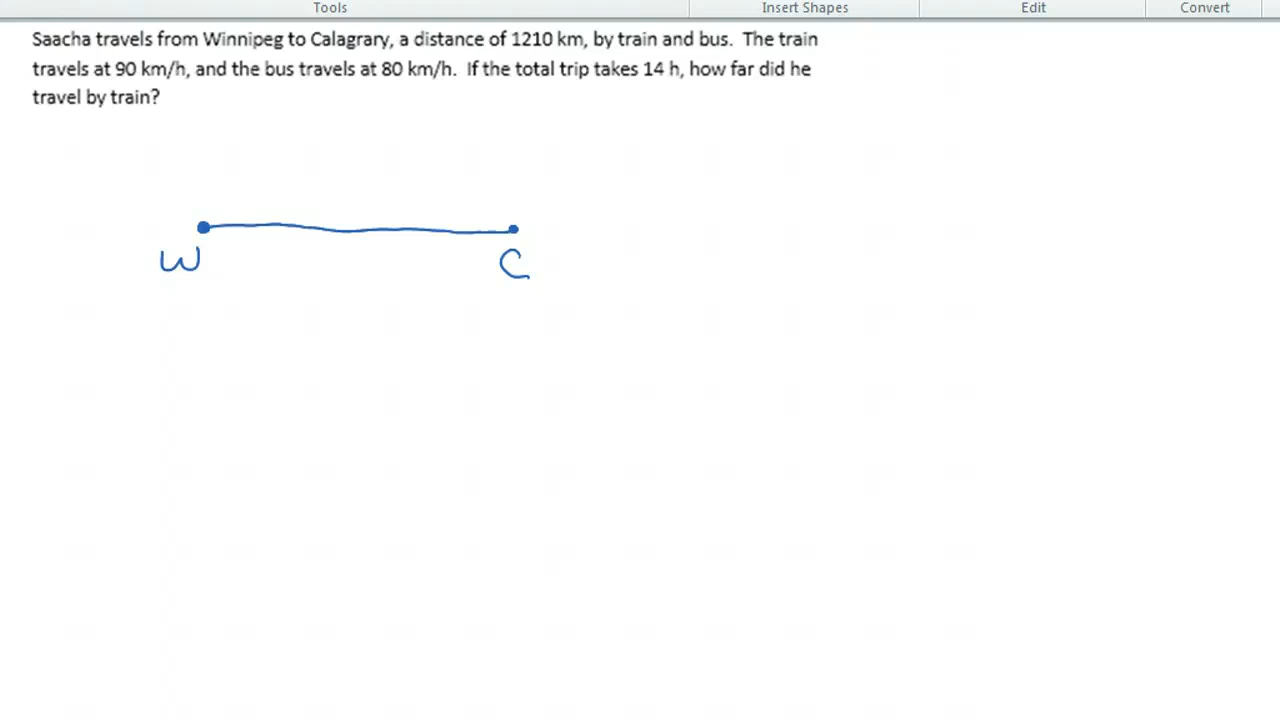 Tools Insert Shapes Edit Convert
Saacha travels from Winnipeg to Calagrary, a distance of 1210 km, by train and bus. The train
travels at 90 km/h, and the bus travels at 80 km/h. If the total trip takes 14 h, how far did he
travel by train?
W C